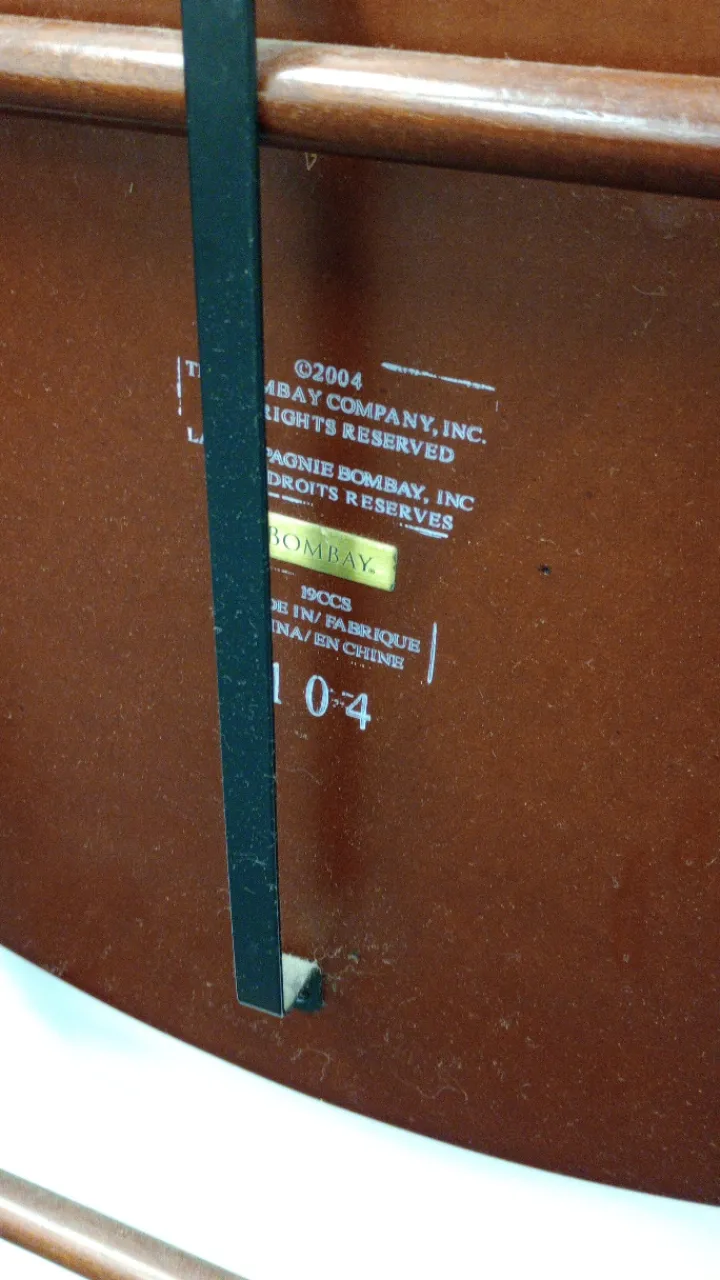 ©2004
MBAY COMPANY, INC.
RIGHTS RESERVED
PAGNIE BOMBAY, INC
DROITS RESERVES
BOMBAY
19CCS
DE IN/ FABRIQUE
INA/ EN CHINE
1 0 4